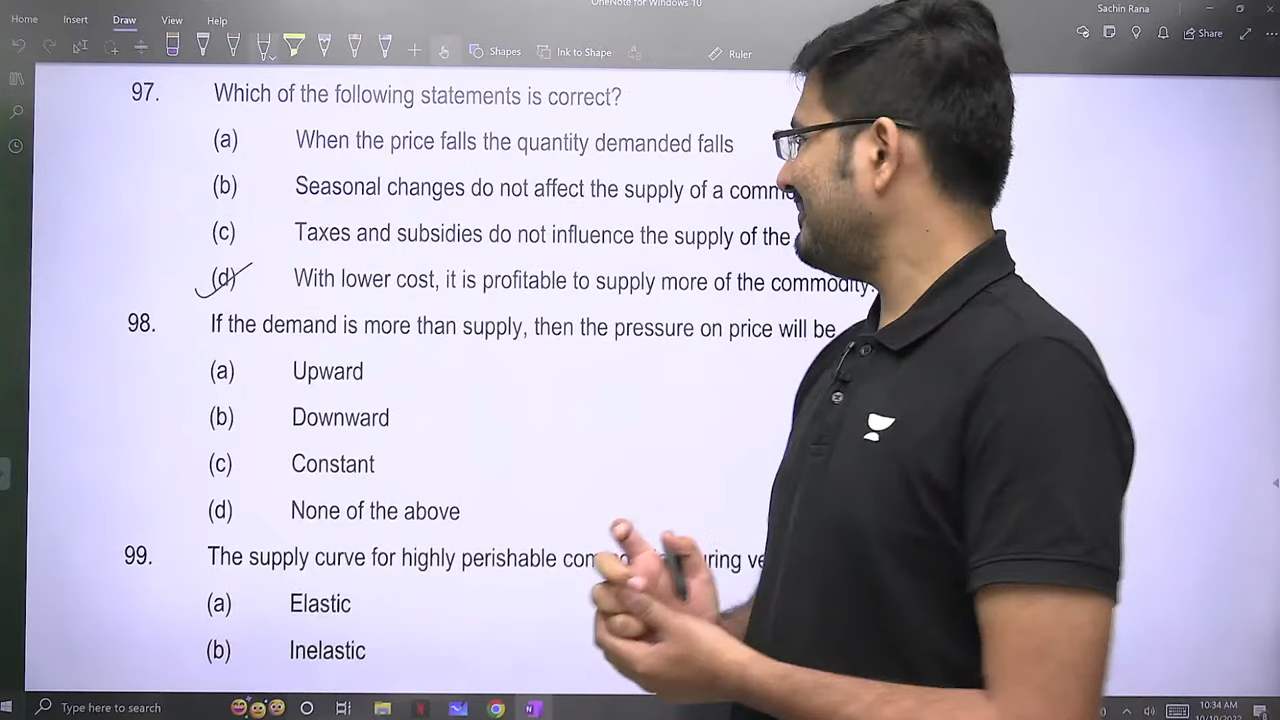 OneNote for Windows 10
Sachin Rana
Home Insert Draw View Help
Shapes Ink to Shape Ruler Share
97. Which of the following statements is correct?
(a) When the price falls the quantity demanded falls
(b) Seasonal changes do not affect the supply of a
(c) Taxes and subsidies do not influence the supply of the
(d) With lower cost, it is profitable to supply more of the commodity.
98. If the demand is more than supply, then the pressure on price will be
(a) Upward
(b) Downward
(c) Constant
(d) None of the above
99. The supply curve for highly perishable
(a) Elastic
(b) Inelastic
Type here to search
10:34 AM